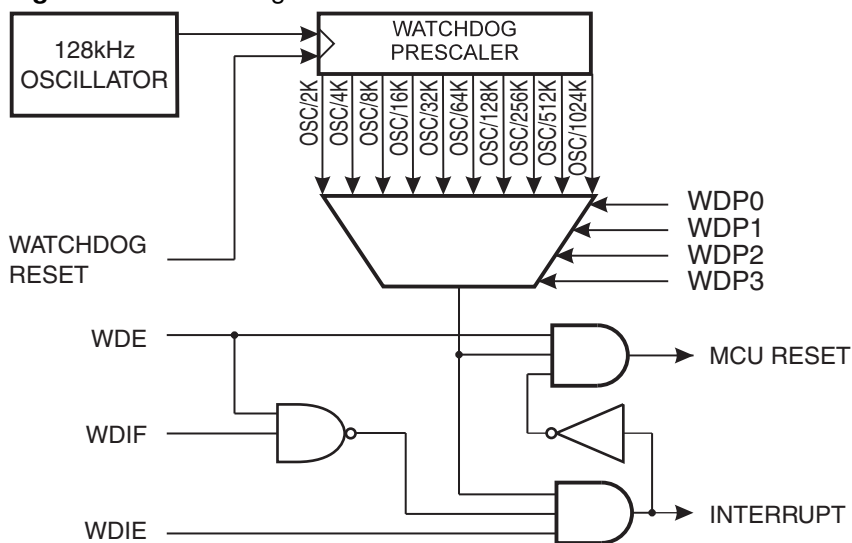 128kHz
OSCILLATOR
WATCHDOG
PRESCALER
OSC/2K
OSC/4K
OSC/8K
OSC/16K
OSC/32K
OSC/64K
OSC/128K
OSC/256K
OSC/512K
OSC/1024K
WDP0
WDP1
WDP2
WDP3
WATCHDOG
RESET
WDE
MCU RESET
WDIF
INTERRUPT
WDIE